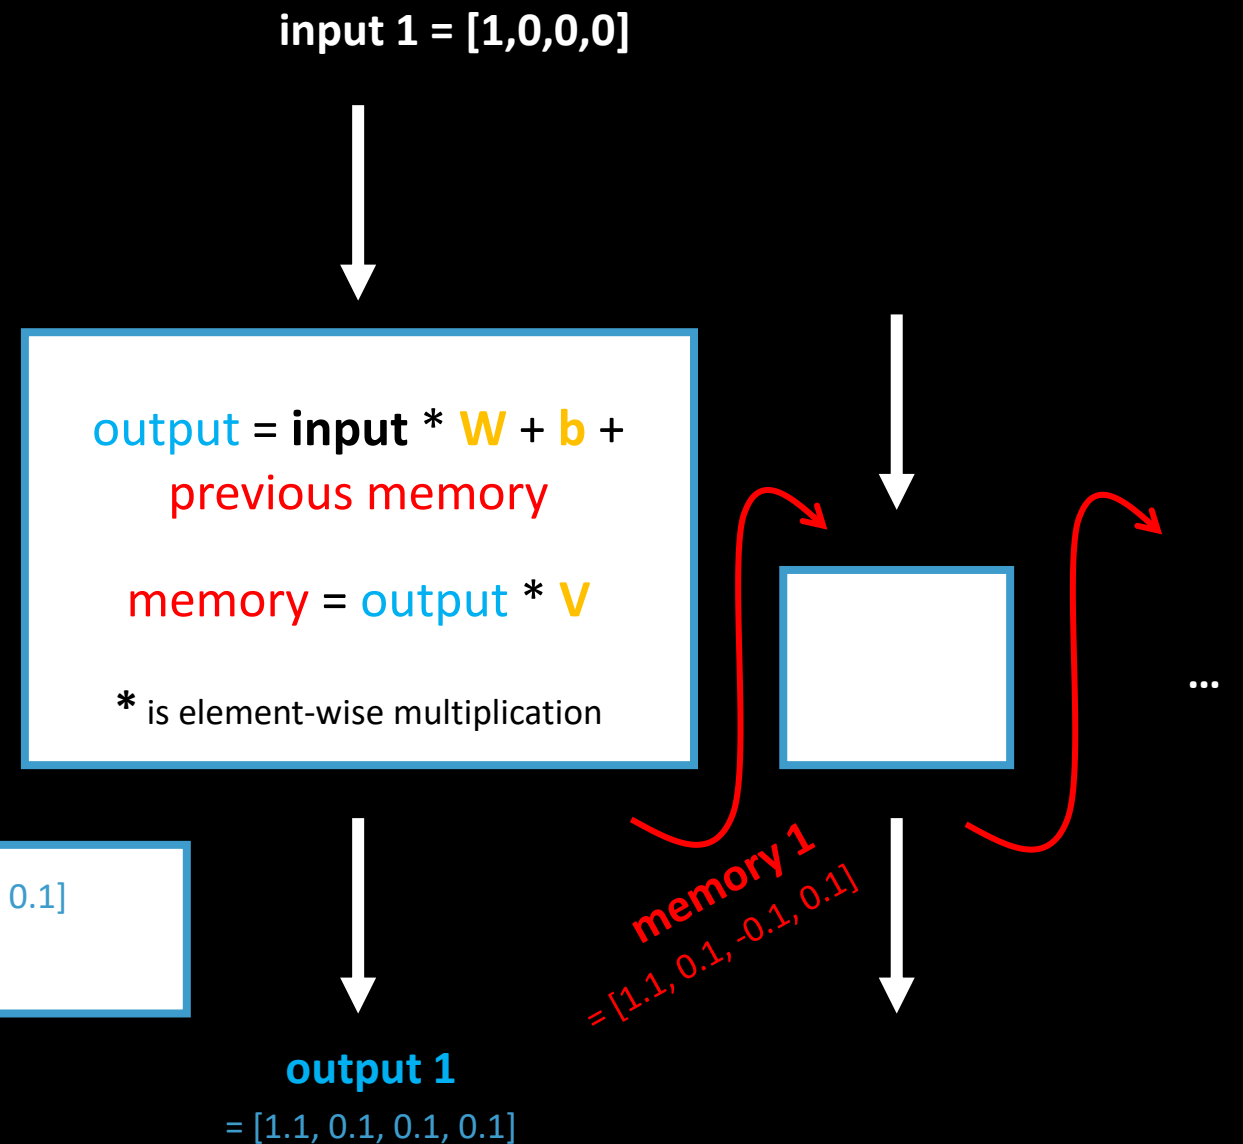 input 1 = [1,0,0,0]
output = input * W + b +
previous memory
memory = output * V
* is element-wise multiplication
...
0.1]
memory 1
= [1.1, 0.1, -0.1, 0.1]
output 1
= [1.1, 0.1, 0.1, 0.1]